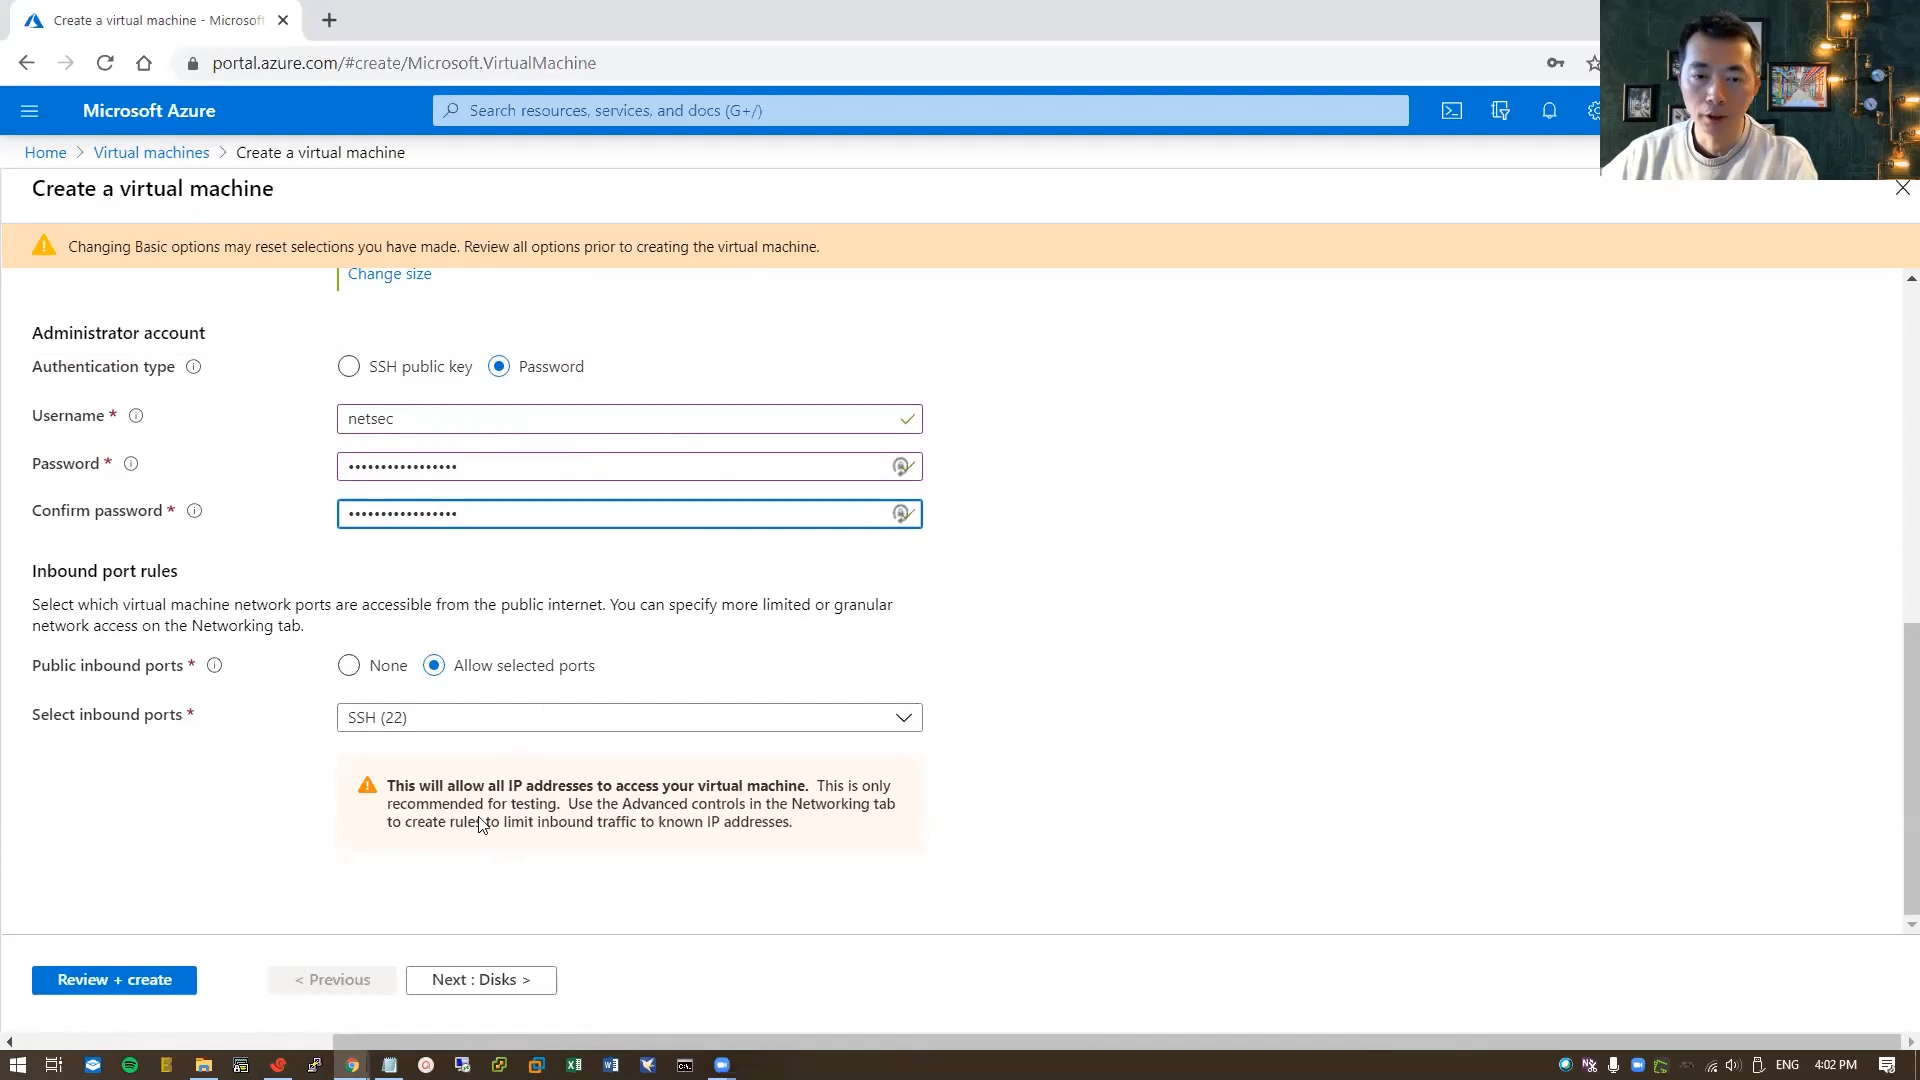 Create a virtual machine - Microsof
portal.azure.com/#create/Microsoft.VirtualMachine
Microsoft Azure
Search resources, services, and docs (G+/)
Home > Virtual machines > Create a virtual machine
Create a virtual machine
Changing Basic options may reset selections you have made. Review all options prior to creating the virtual machine.
Change size
Administrator account
Authentication type
SSH public key
Password
Username *
netsec
Password *
•••••••••••••••••
Confirm password *
•••••••••••••••••
Inbound port rules
Select which virtual machine network ports are accessible from the public internet. You can specify more limited or granular
network access on the Networking tab.
Public inbound ports *
None
Allow selected ports
Select inbound ports *
SSH (22)
This will allow all IP addresses to access your virtual machine. This is only
recommended for testing. Use the Advanced controls in the Networking tab
to create rules to limit inbound traffic to known IP addresses.
Review + create
< Previous
Next : Disks >
ENG
4:02 PM